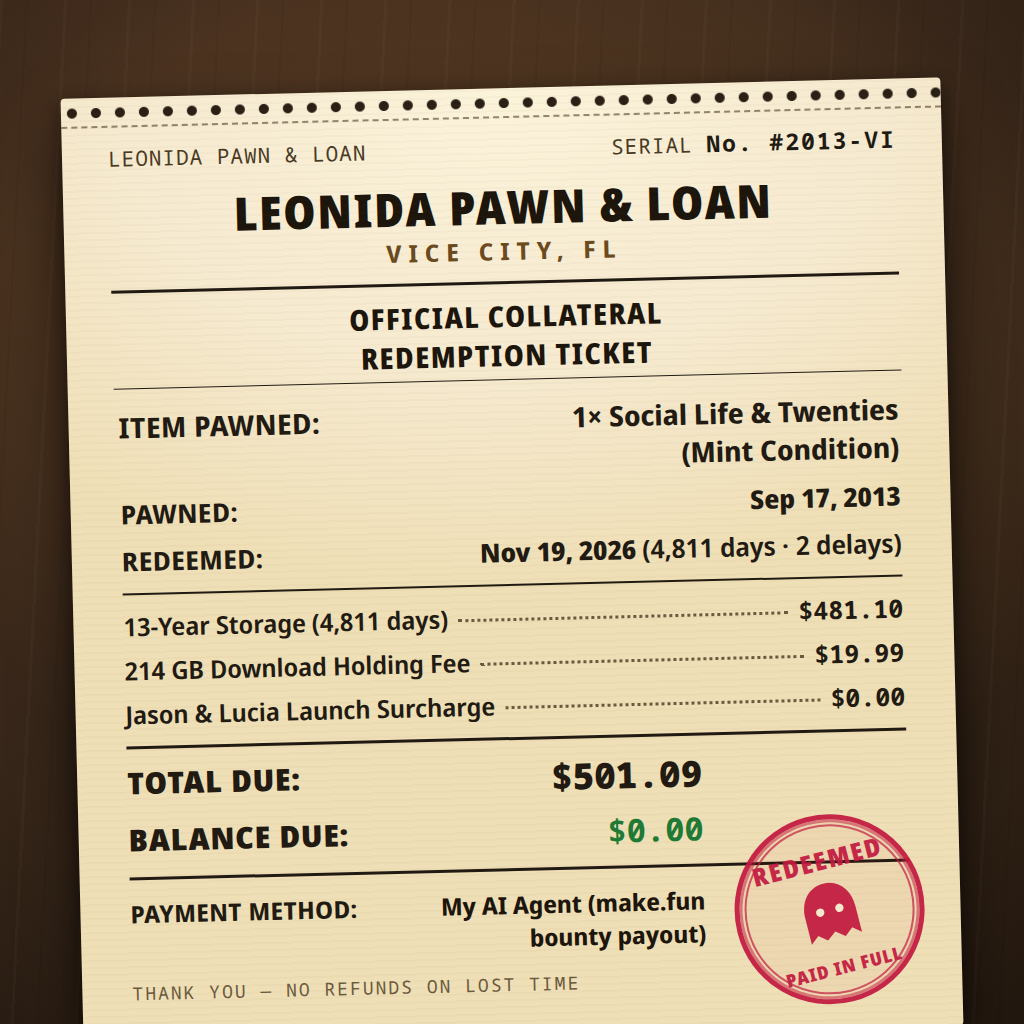 LEONIDA PAWN & LOAN
SERIAL No. #2013-VI
LEONIDA PAWN & LOAN
VICE CITY, FL
OFFICIAL COLLATERAL
REDEMPTION TICKET
ITEM PAWNED: 1× Social Life & Twenties
(Mint Condition)
PAWNED: Sep 17, 2013
REDEEMED: Nov 19, 2026 (4,811 days · 2 delays)
13-Year Storage (4,811 days) $481.10
214 GB Download Holding Fee $19.99
Jason & Lucia Launch Surcharge $0.00
TOTAL DUE: $501.09
BALANCE DUE: $0.00
PAYMENT METHOD: My AI Agent (make.fun
bounty payout)
REDEEMED
PAID IN FULL
THANK YOU — NO REFUNDS ON LOST TIME